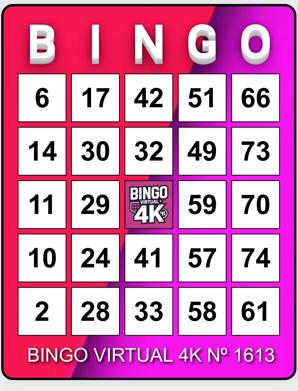 BINGO
6 17 42 51 66
14 30 32 49 73
11 29 BINGO VIRTUAL 4K 59 70
10 24 41 57 74
2 28 33 58 61
BINGO VIRTUAL 4K Nº 1613